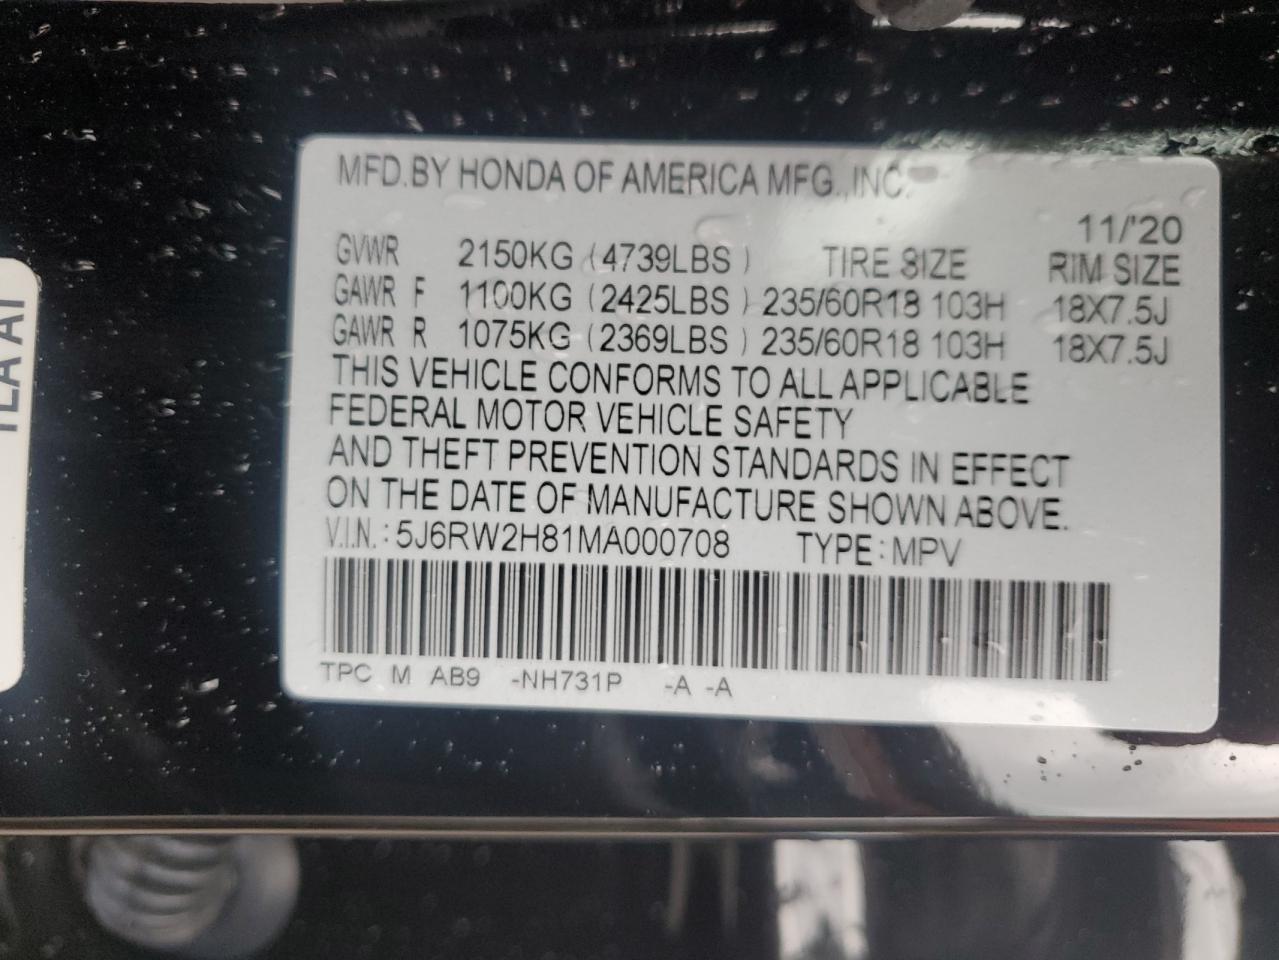 MFD.BY HONDA OF AMERICA MFG.,INC.
11/'20
GVWR 2150KG (4739LBS) TIRE SIZE RIM SIZE
GAWR F 1100KG (2425LBS) 235/60R18 103H 18X7.5J
GAWR R 1075KG (2369LBS) 235/60R18 103H 18X7.5J
THIS VEHICLE CONFORMS TO ALL APPLICABLE
FEDERAL MOTOR VEHICLE SAFETY
AND THEFT PREVENTION STANDARDS IN EFFECT
ON THE DATE OF MANUFACTURE SHOWN ABOVE.
V.I.N.: 5J6RW2H81MA000708 TYPE: MPV
TPC M AB9 -NH731P -A -A